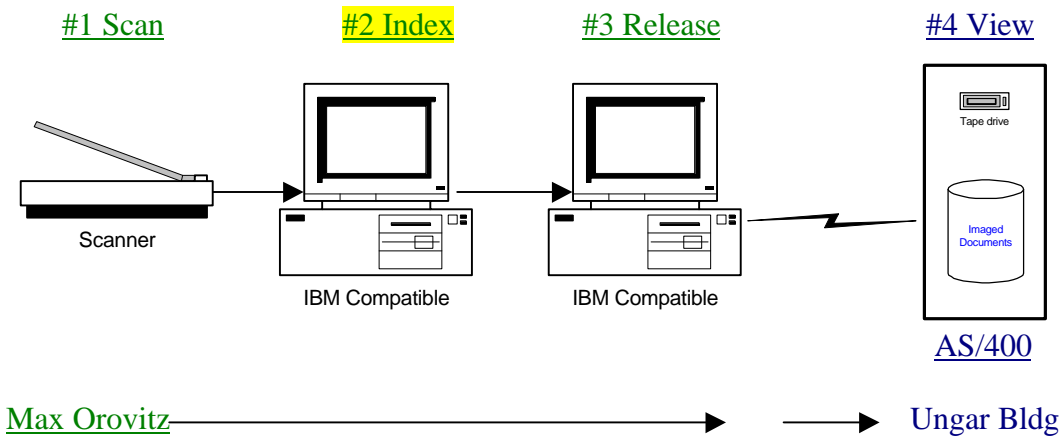 #1 Scan #2 Index #3 Release #4 View
Tape drive
Imaged
Documents
Scanner
IBM Compatible IBM Compatible
AS/400
Max Orovitz Ungar Bldg